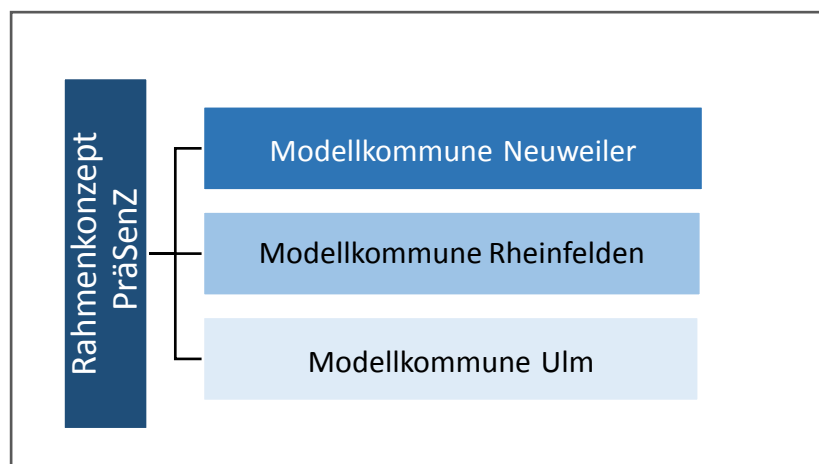 Rahmenkonzept
PräSenZ
Modellkommune Neuweiler
Modellkommune Rheinfelden
Modellkommune Ulm